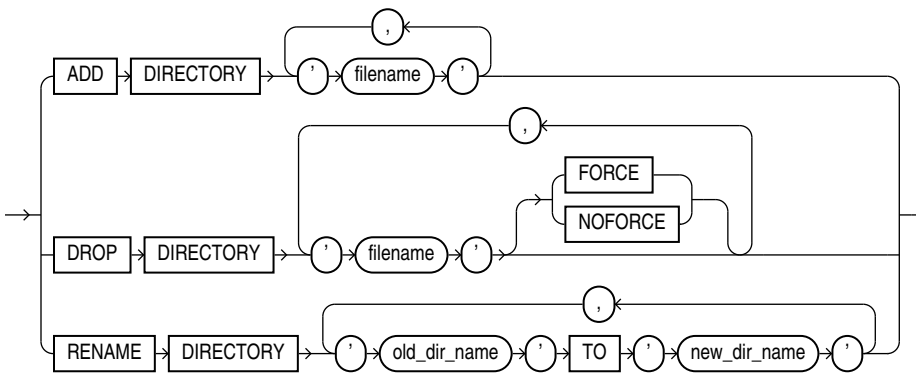 ,
ADD DIRECTORY ’ filename ’
,
FORCE
NOFORCE
DROP DIRECTORY ’ filename ’
,
RENAME DIRECTORY ’ old_dir_name ’ TO ’ new_dir_name ’